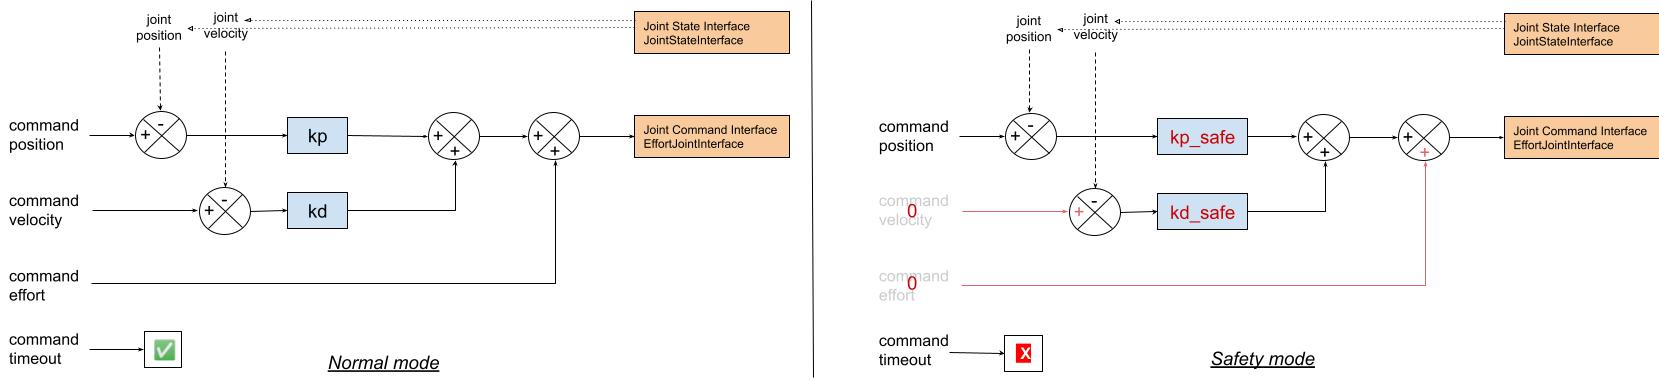 joint
position
joint
velocity
Joint State Interface
JointStateInterface
command
position
+
-
kp
+
+
+
+
Joint Command Interface
EffortJointInterface
command
velocity
+
-
kd
command
effort
command
timeout
Normal mode
joint
position
joint
velocity
Joint State Interface
JointStateInterface
command
position
+
-
kp_safe
+
+
+
+
Joint Command Interface
EffortJointInterface
command
velocity
0
+
-
kd_safe
command
effort
0
command
timeout
X
Safety mode